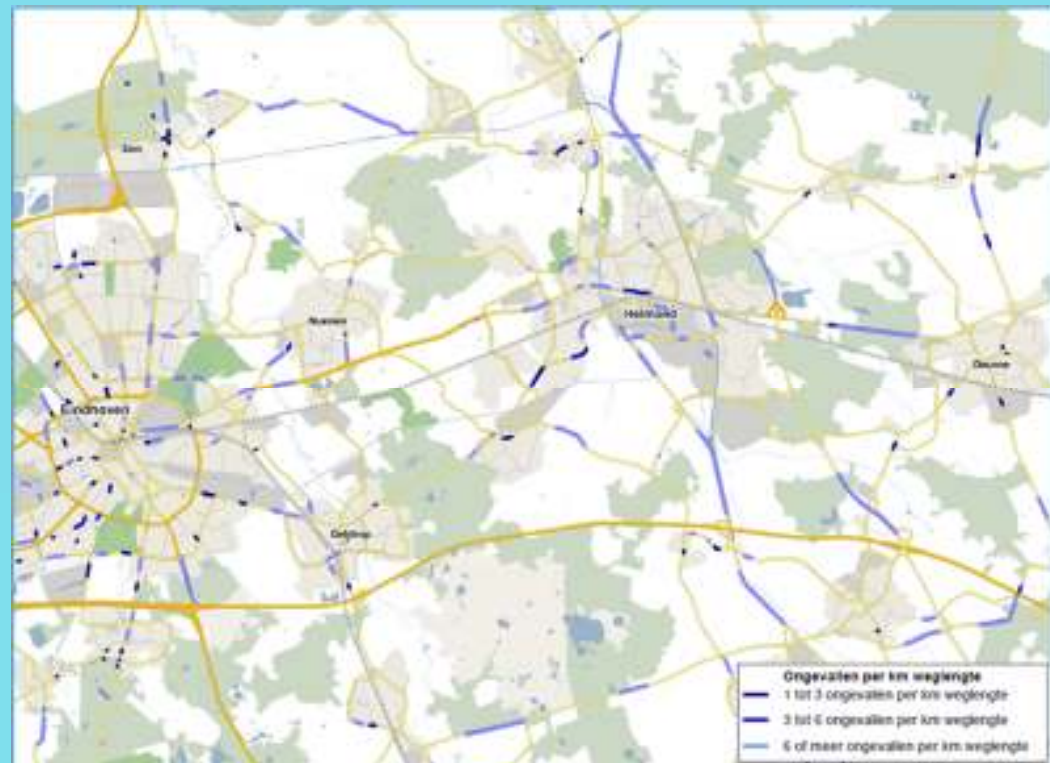 Son
Nuenen
Helmond
Deurne
Eindhoven
Geldrop
Ongevallen per km weglengte
1 tot 3 ongevallen per km weglengte
3 tot 6 ongevallen per km weglengte
6 of meer ongevallen per km weglengte